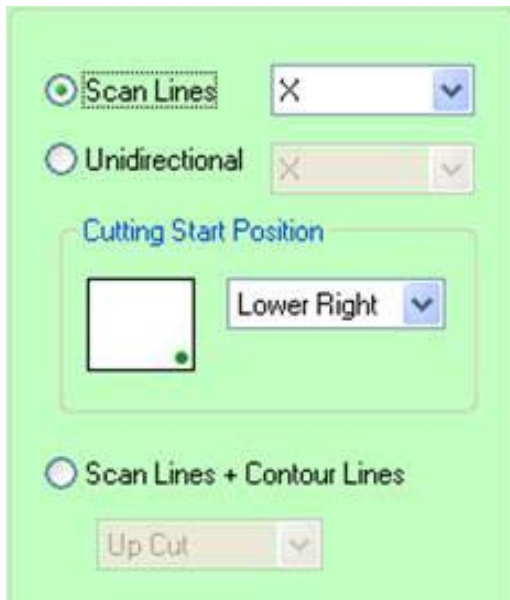 Scan Lines X
Unidirectional X
Cutting Start Position
Lower Right
Scan Lines + Contour Lines
Up Cut